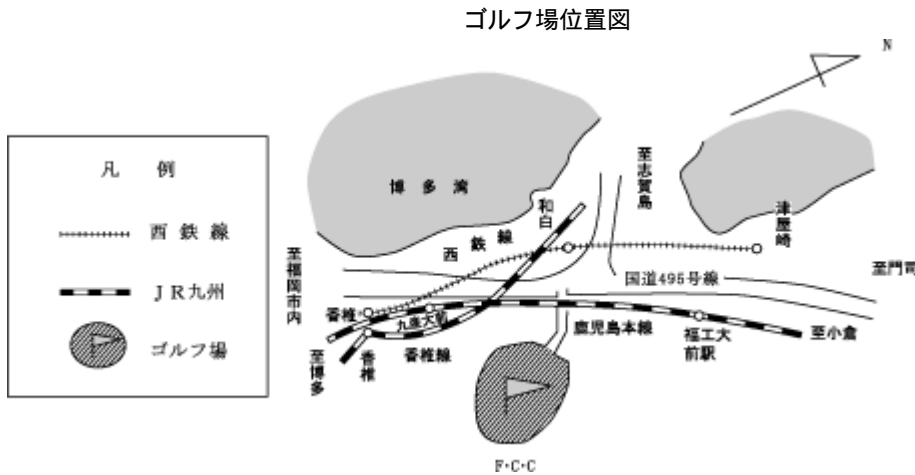 ゴルフ場位置図
N
凡 例
西 鉄 線
J R 九州
ゴルフ場
博 多 湾
和白
至志賀島
津屋崎
西 鉄 線
至福岡市内
国道495号線
至門司
香椎
九産大前
鹿児島本線
福工大前駅
至小倉
至博多
香椎
香椎線
F・C・C